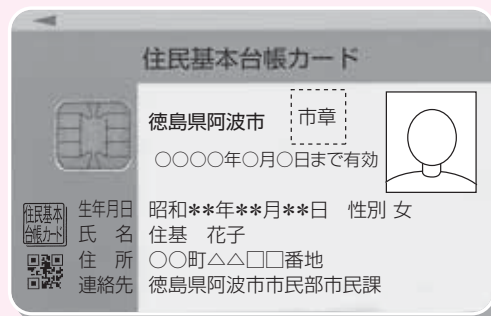 住民基本台帳カード
徳島県阿波市 市章
○○○○年○月○日まで有効
住民基本台帳カード
生年月日 昭和**年**月**日 性別 女
氏 名 住基 花子
住 所 ○○町△△□□番地
連絡先 徳島県阿波市市民部市民課